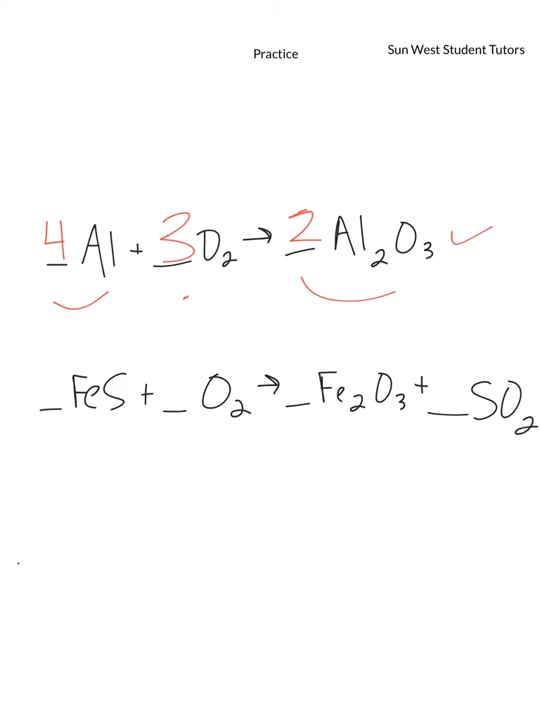 Practice
Sun West Student Tutors
4 Al + 3 O₂ → 2 Al₂O₃ ✓
_ FeS + _ O₂ → _ Fe₂O₃ + _ SO₂